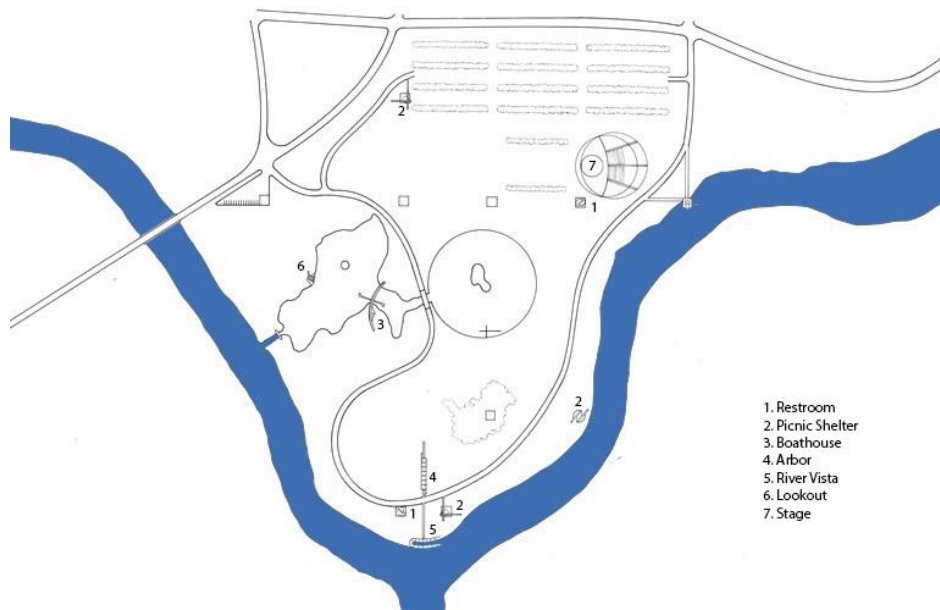 2
7
1
6
3
2
4
1
2
5
1. Restroom
2. Picnic Shelter
3. Boathouse
4. Arbor
5. River Vista
6. Lookout
7. Stage